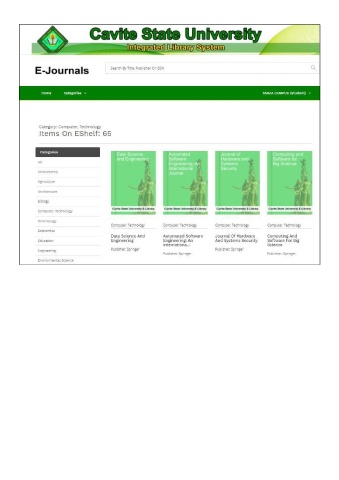 Cavite State University
Integrated Library System
E-Journals
Search By Title, Publisher Or ISSN
Home
Categories
Category: Computer, Technology
Items On EShelf: 65
Categories
All
Agriculture
Architecture
Biology
Computer, Technology
Criminology
Economics
Education
Engineering
Environmental Science
Data Science and Engineering
Cavite State University E-Library
Computer, Technology
Data Science And
Engineering
Publisher: Springer
Automated
Software
Engineering: An
International
Journal
Cavite State University E-Library
Computer, Technology
Automated Software
Engineering: An
Internationa...
Publisher: Springer
Journal of
Hardware and
Systems
Security
Cavite State University E-Library
Computer, Technology
Journal Of Hardware
And Systems Security
Publisher: Springer
Computing and
Software for
Big Science
Cavite State University E-Library
Computer, Technology
Computing And
Software For Big
Science
Publisher: Springer